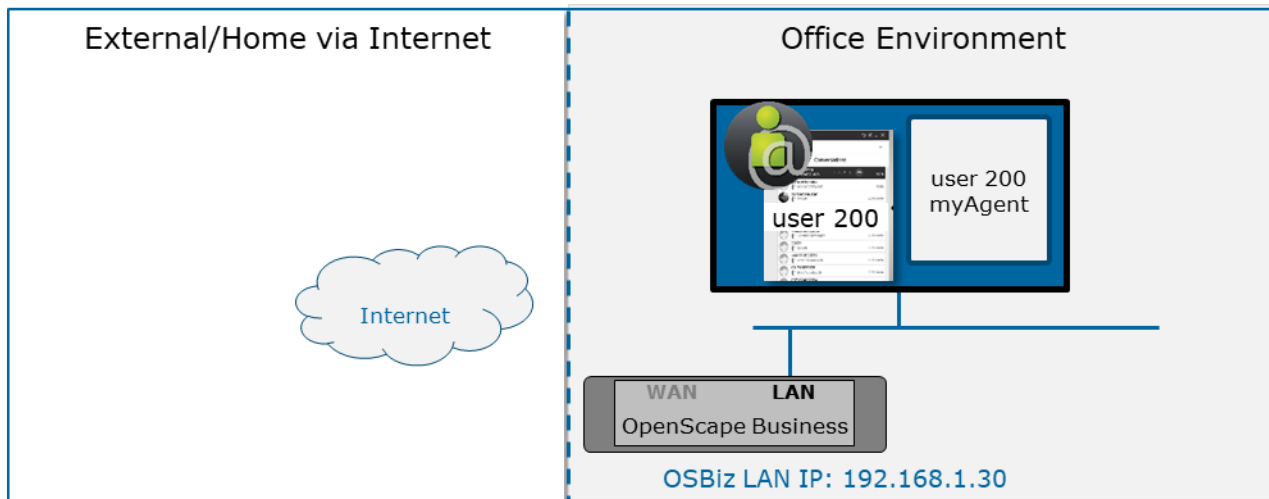 External/Home via Internet
Office Environment
Conversations
user 200
user 200
myAgent
Internet
WAN
LAN
OpenScape Business
OSBiz LAN IP: 192.168.1.30